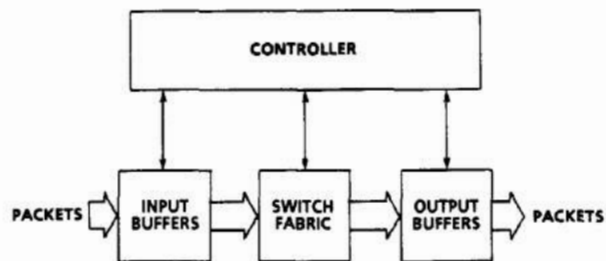 CONTROLLER
PACKETS
INPUT
BUFFERS
SWITCH
FABRIC
OUTPUT
BUFFERS
PACKETS